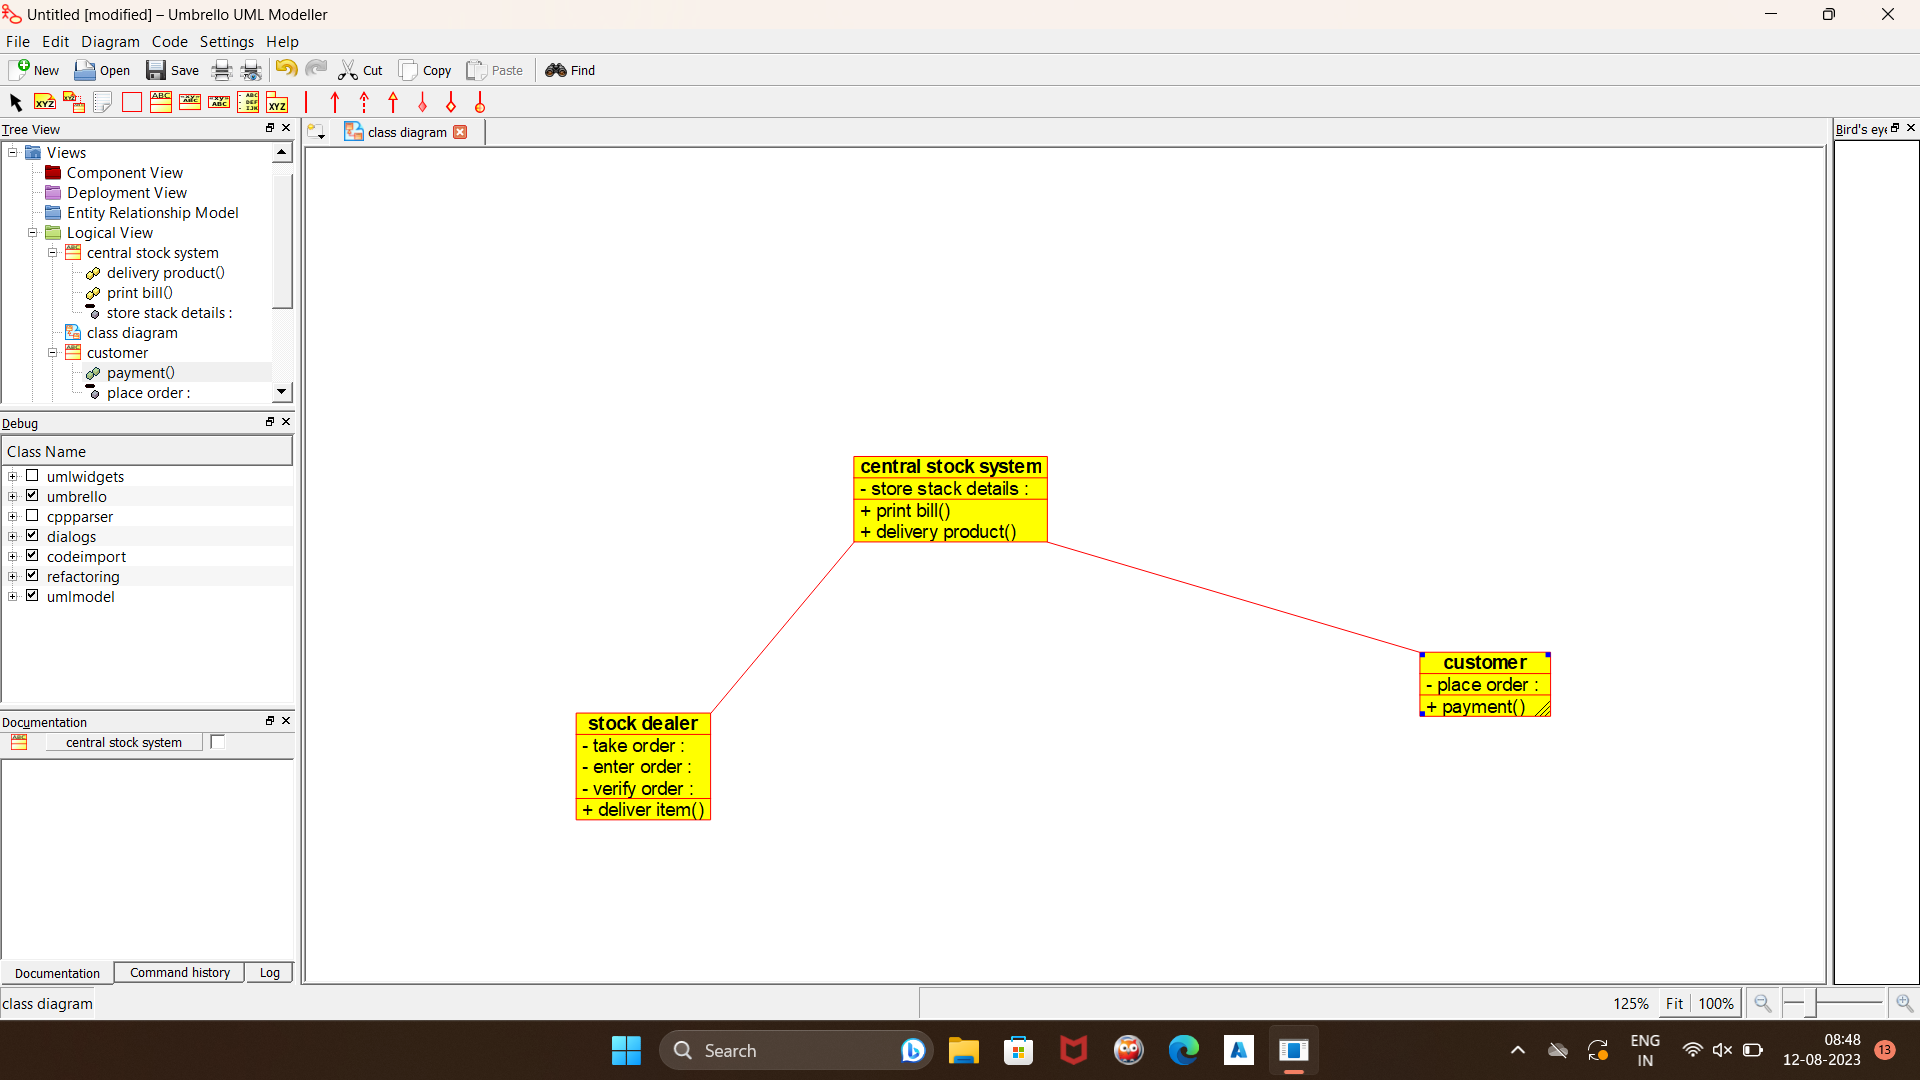 Untitled [modified] – Umbrello UML Modeller
File Edit Diagram Code Settings Help
New Open Save Cut Copy Paste Find
Tree View
Views
Component View
Deployment View
Entity Relationship Model
Logical View
central stock system
delivery product()
print bill()
store stack details :
class diagram
customer
payment()
place order :
Debug
Class Name
umlwidgets
umbrello
cppparser
dialogs
codeimport
refactoring
umlmodel
Documentation
central stock system
Documentation Command history Log
class diagram
class diagram
central stock system
- store stack details :
+ print bill()
+ delivery product()
stock dealer
- take order :
- enter order :
- verify order :
+ deliver item()
customer
- place order :
+ payment()
Bird's eye
125% Fit 100%
Search
ENG
IN
08:48
12-08-2023
13